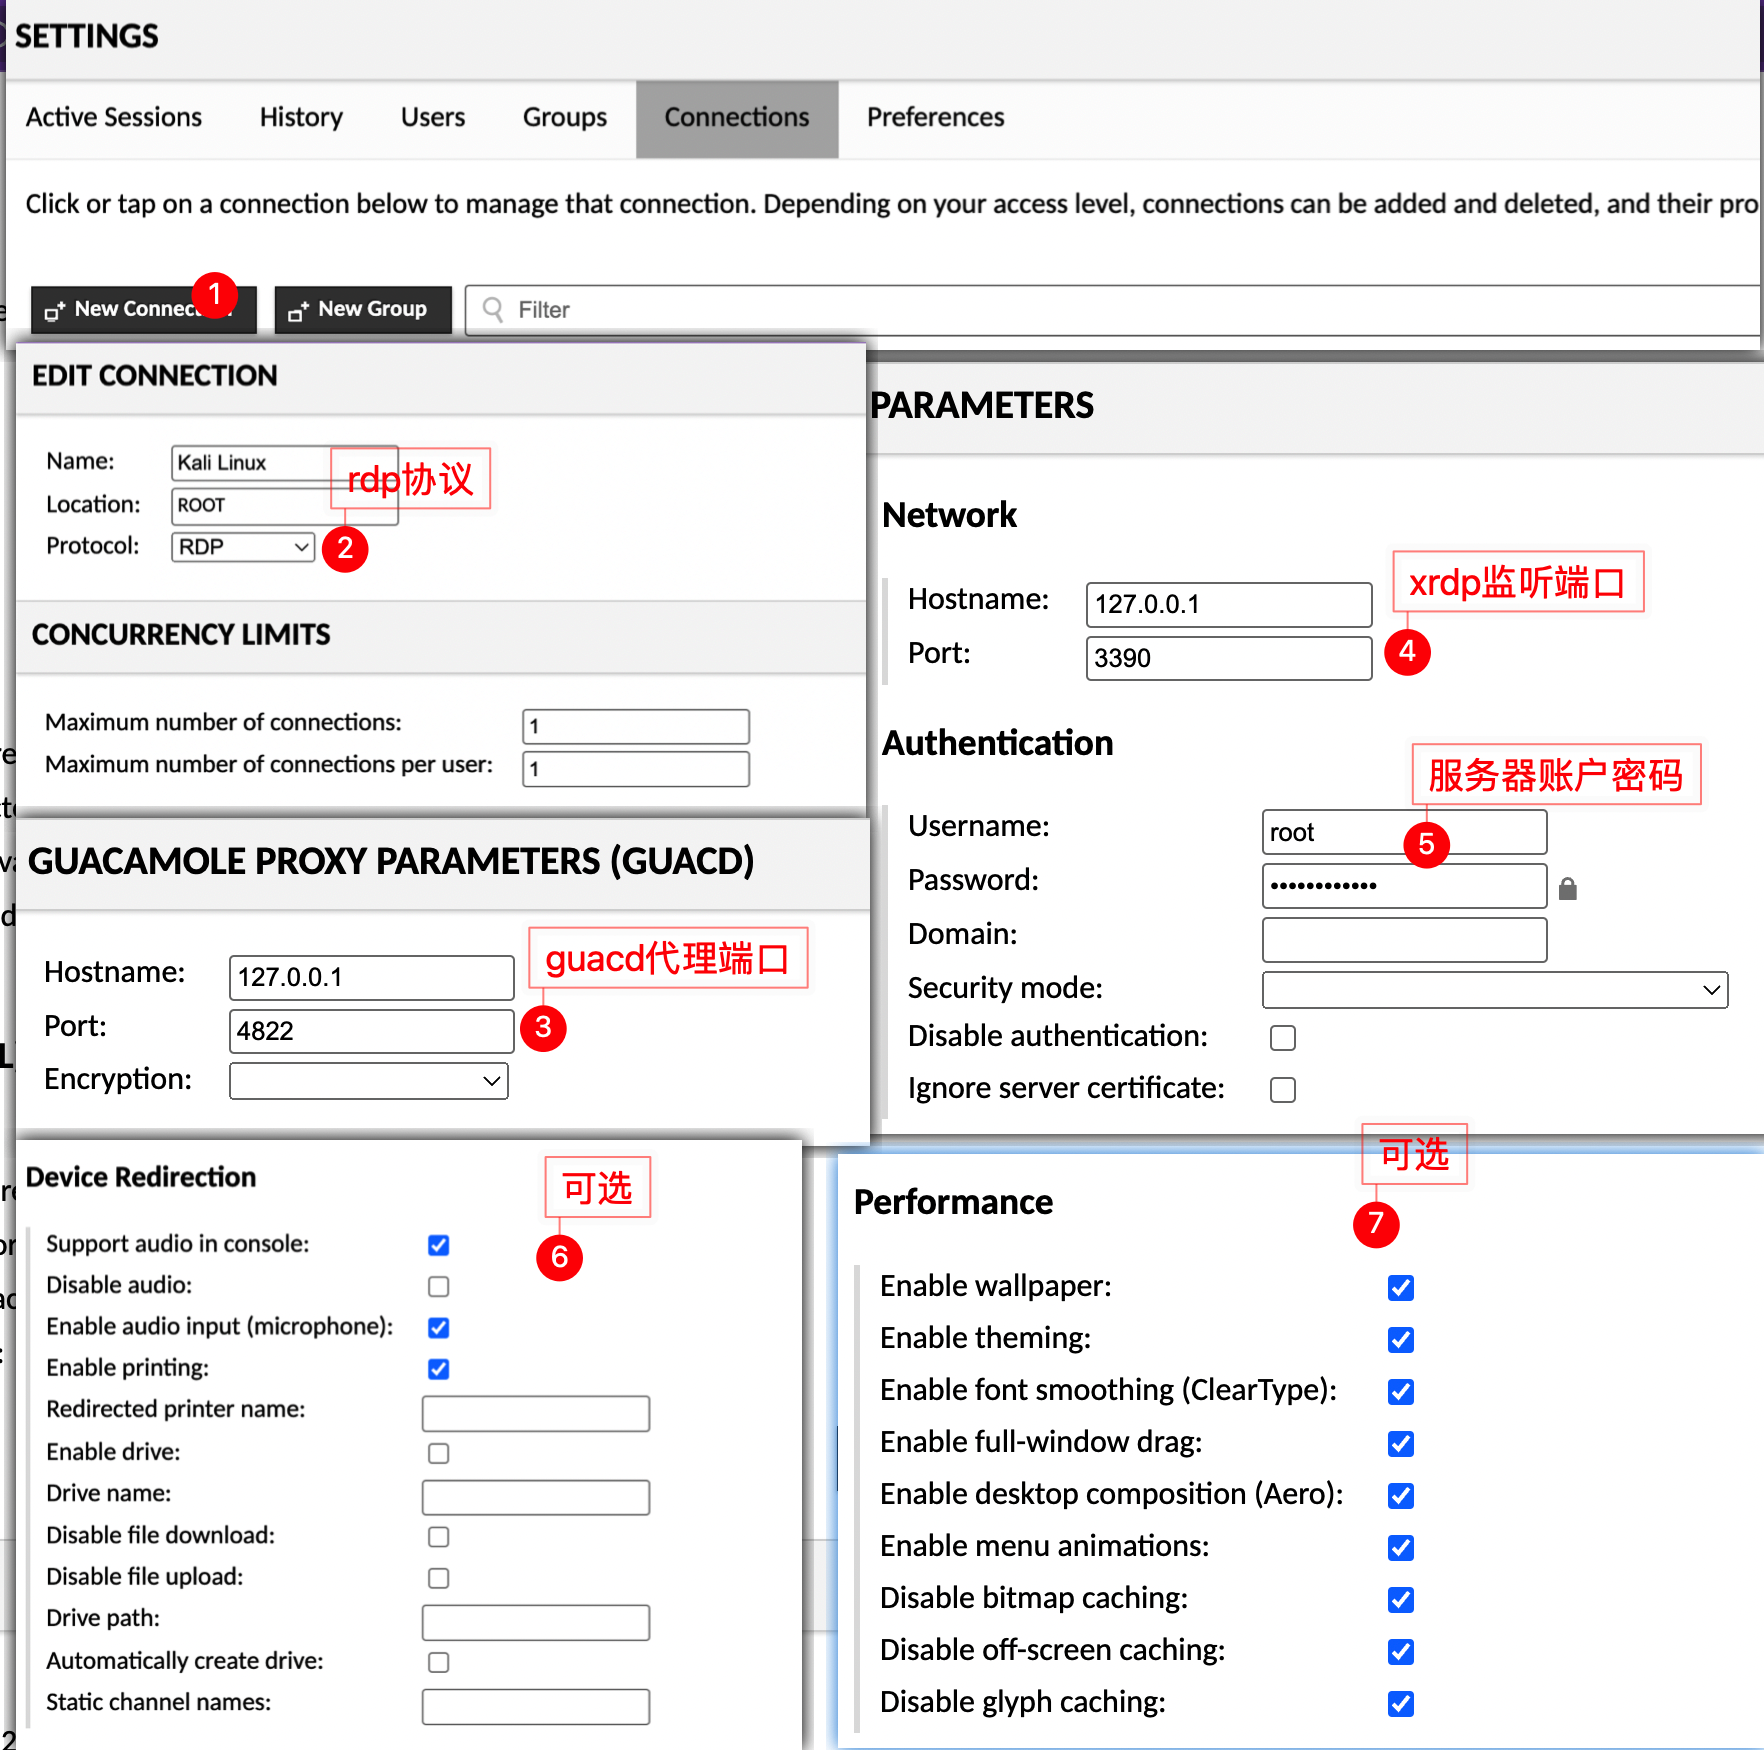 SETTINGS
Active Sessions History Users Groups Connections Preferences
Click or tap on a connection below to manage that connection. Depending on your access level, connections can be added and deleted, and their pro
New Connec 1 New Group Filter
EDIT CONNECTION
Name: Kali Linux
rdp协议
Location: ROOT
Protocol: RDP 2
CONCURRENCY LIMITS
Maximum number of connections: 1
Maximum number of connections per user: 1
GUACAMOLE PROXY PARAMETERS (GUACD)
guacd代理端口
Hostname: 127.0.0.1
Port: 4822 3
Encryption:
PARAMETERS
Network
xrdp监听端口
Hostname: 127.0.0.1
Port: 3390 4
Authentication
服务器账户密码
Username: root 5
Password: ••••••••••••
Domain:
Security mode:
Disable authentication:
Ignore server certificate:
Device Redirection
可选
6
Support audio in console:
Disable audio:
Enable audio input (microphone):
Enable printing:
Redirected printer name:
Enable drive:
Drive name:
Disable file download:
Disable file upload:
Drive path:
Automatically create drive:
Static channel names:
可选
Performance
7
Enable wallpaper:
Enable theming:
Enable font smoothing (ClearType):
Enable full-window drag:
Enable desktop composition (Aero):
Enable menu animations:
Disable bitmap caching:
Disable off-screen caching:
Disable glyph caching: